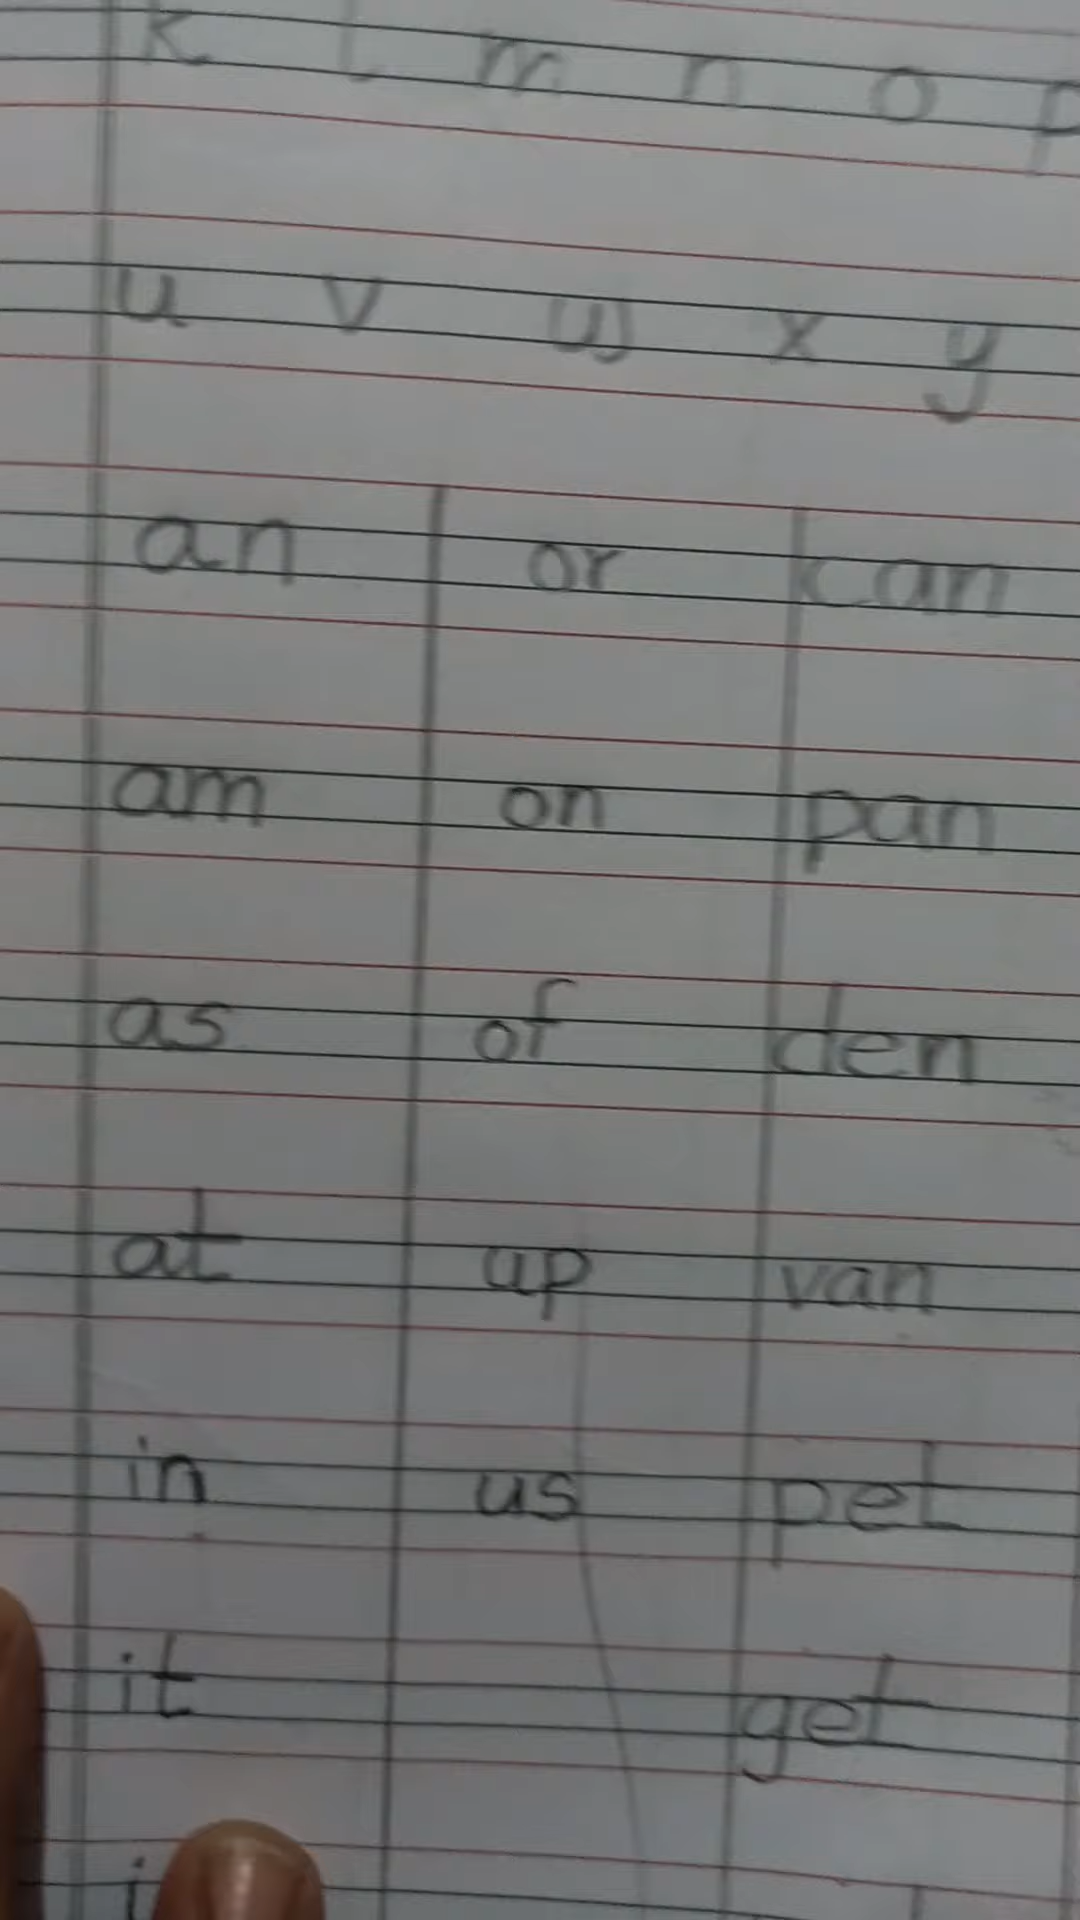 k l m n o p
u v w x y
an or can
am on pan
as of den
at up van
in us pet
it get